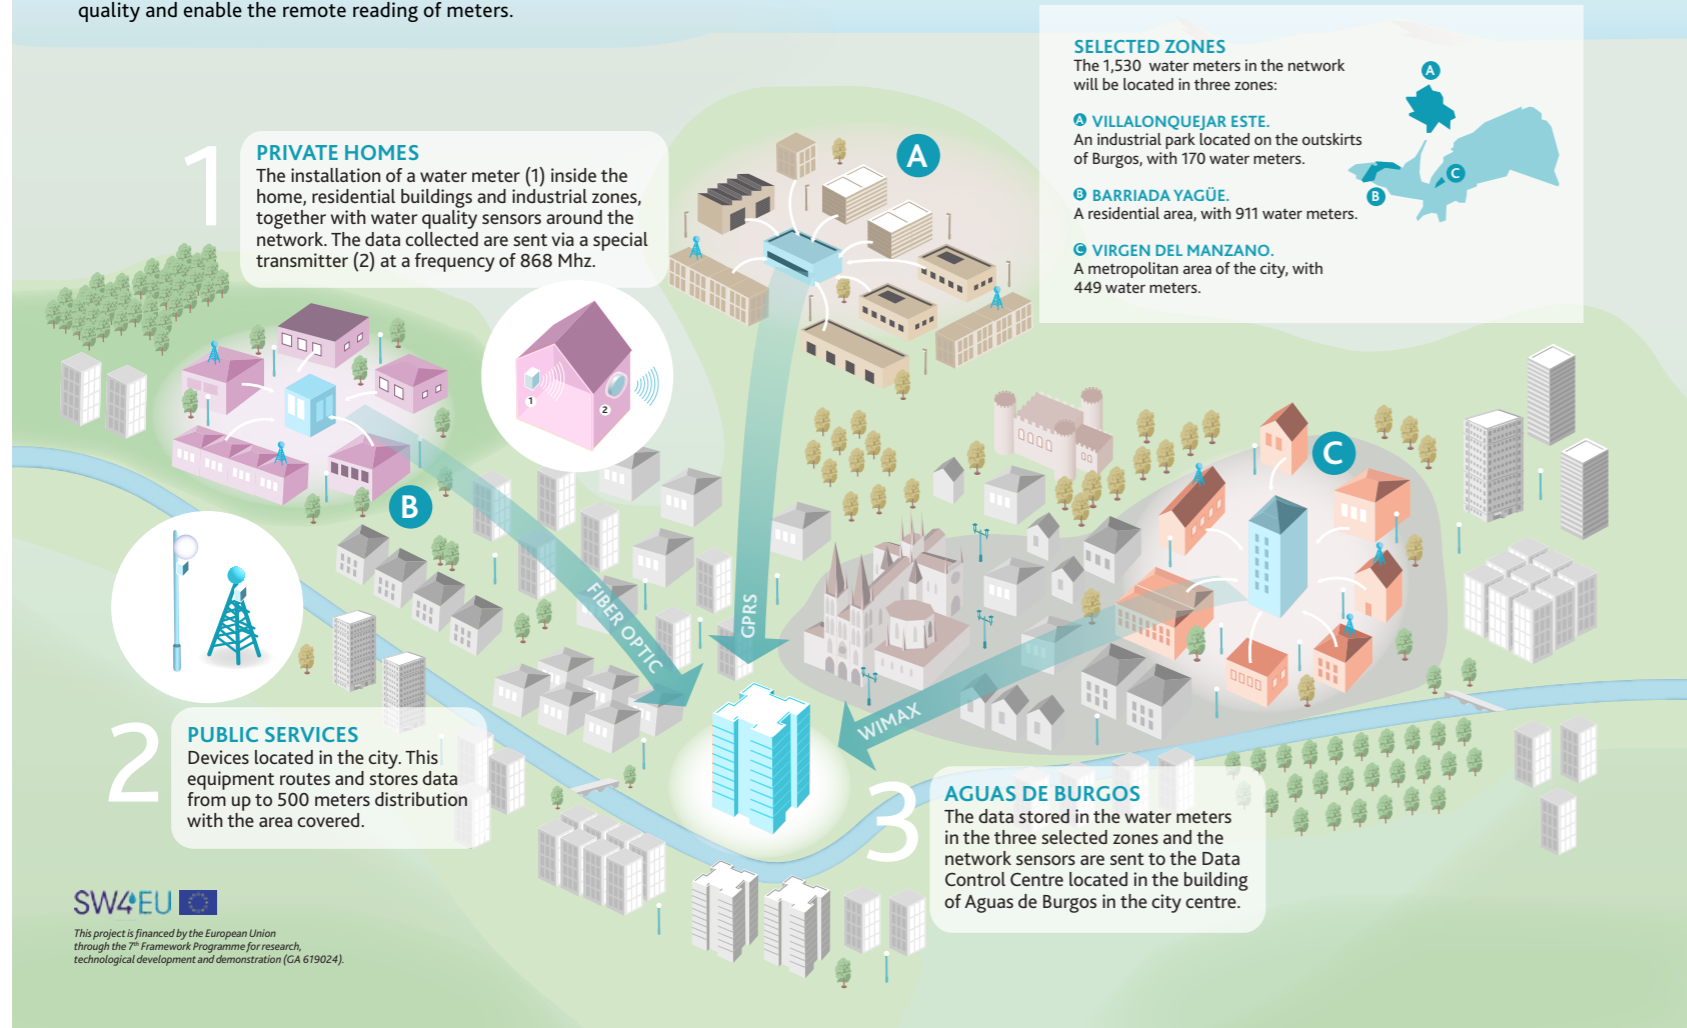 quality and enable the remote reading of meters.
SELECTED ZONES
The 1,530 water meters in the network
will be located in three zones:
A VILLALONQUEJAR ESTE.
An industrial park located on the outskirts
of Burgos, with 170 water meters.
B BARRIADA YAGÜE.
A residential area, with 911 water meters.
C VIRGEN DEL MANZANO.
A metropolitan area of the city, with
449 water meters.
A
B
C
1
PRIVATE HOMES
The installation of a water meter (1) inside the
home, residential buildings and industrial zones,
together with water quality sensors around the
network. The data collected are sent via a special
transmitter (2) at a frequency of 868 Mhz.
A
1
2
B
C
FIBER OPTIC
GPRS
WIMAX
2
PUBLIC SERVICES
Devices located in the city. This
equipment routes and stores data
from up to 500 meters distribution
with the area covered.
3
AGUAS DE BURGOS
The data stored in the water meters
in the three selected zones and the
network sensors are sent to the Data
Control Centre located in the building
of Aguas de Burgos in the city centre.
SW4EU
This project is financed by the European Union
through the 7th Framework Programme for research,
technological development and demonstration (GA 619024).